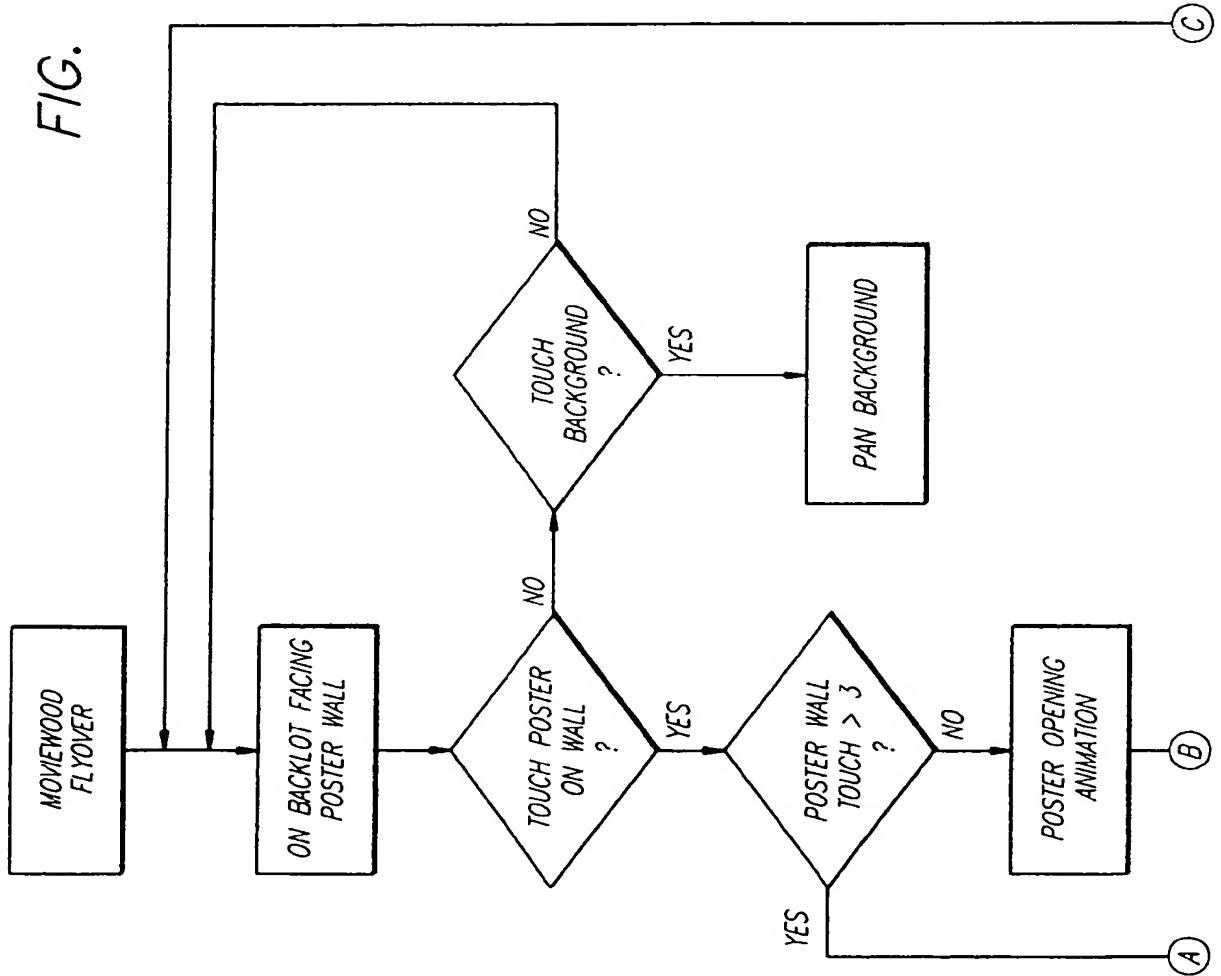 FIG.
MOVIEWOOD
FLYOVER
ON BACKLOT FACING
POSTER WALL
TOUCH POSTER
ON WALL
?
NO
YES
TOUCH
BACKGROUND
?
NO
YES
PAN BACKGROUND
POSTER WALL
TOUCH > 3
?
YES
NO
POSTER OPENING
ANIMATION
A
B
C